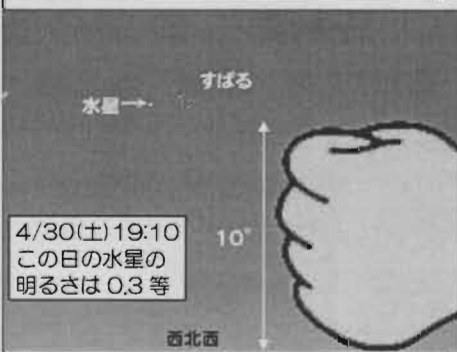 すばる
水星→
10°
4/30(土)19:10
この日の水星の
明るさは 0.3 等
西北西